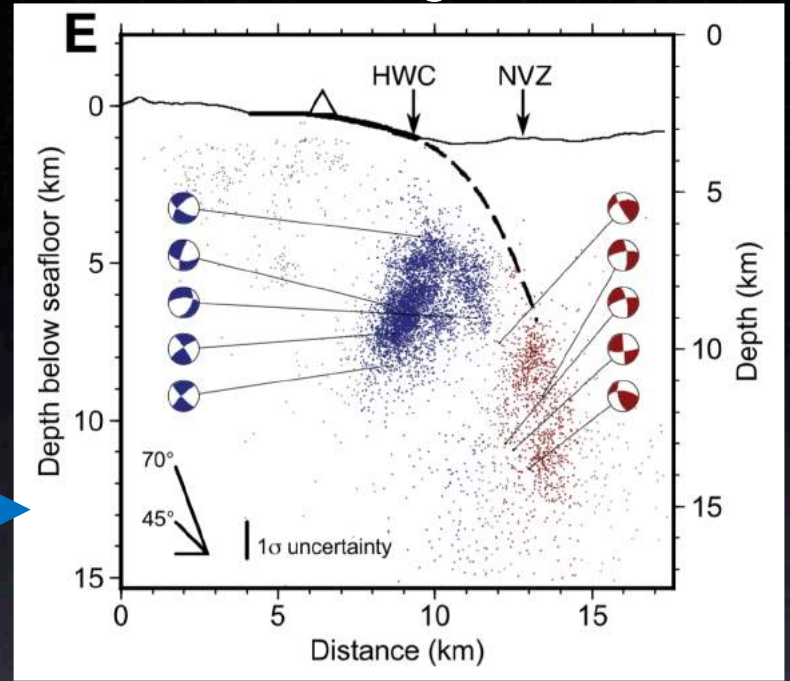 E
HWC NVZ
0
5
10
15
Depth below seafloor (km)
0
5
10
15
Depth (km)
70°
45°
1σ uncertainty
0 5 10 15
Distance (km)